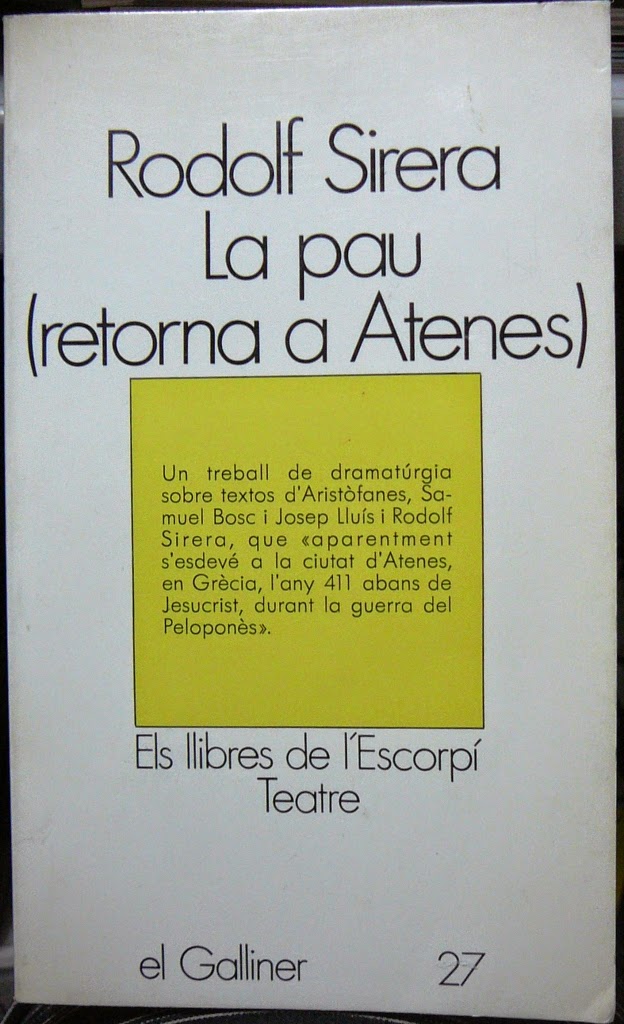 Rodolf Sirera
La pau
(retorna a Atenes)
Un treball de dramatúrgia
sobre textos d'Aristòfanes, Sa-
muel Bosc i Josep Lluís i Rodolf
Sirera, que «aparentment
s'esdevé a la ciutat d'Atenes,
en Grècia, l'any 411 abans de
Jesucrist, durant la guerra del
Peloponès».
Els llibres de l'Escorpí
Teatre
el Galliner 27